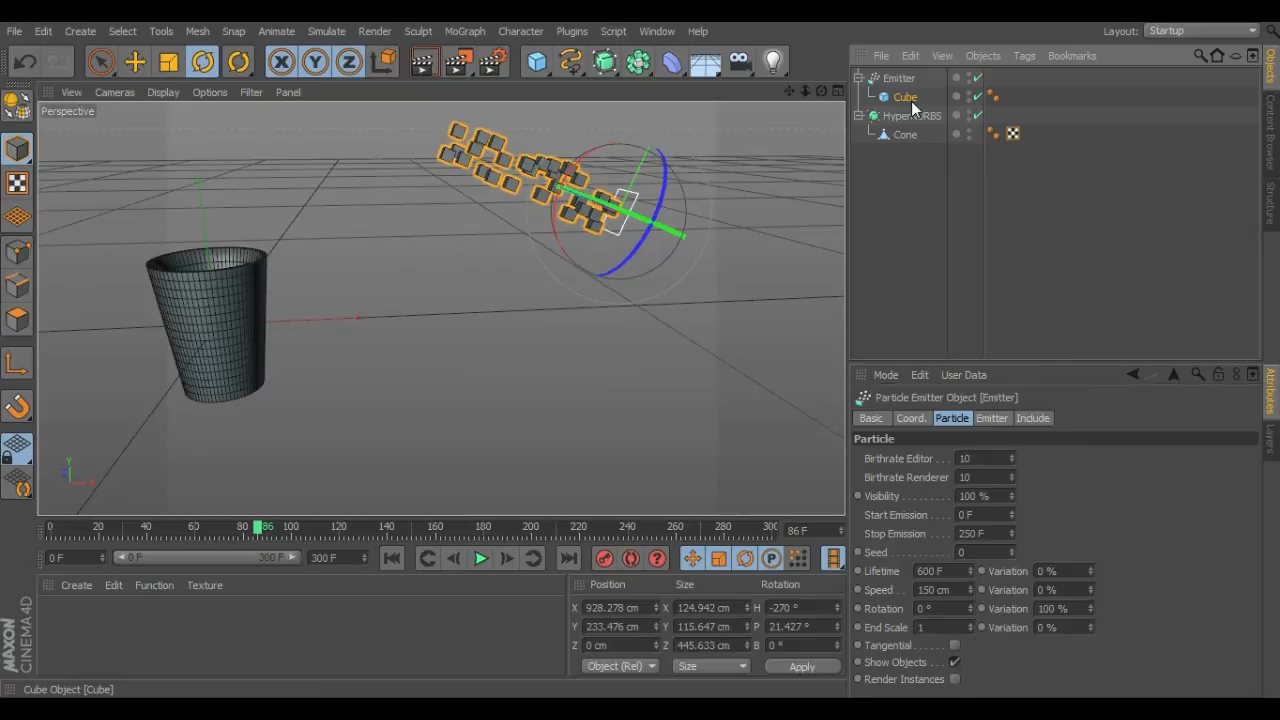 File Edit Create Select Tools Mesh Snap Animate Simulate Render Sculpt MoGraph Character Plugins Script Window Help Layout: Startup
View Cameras Display Options Filter Panel
Perspective
Y
X
0 20 40 60 80 86 100 120 140 160 180 200 220 240 260 280 300 86 F
0 F 0 F 300 F 300 F
Create Edit Function Texture
Position Size Rotation
X 928.278 cm X 124.942 cm H -270 °
Y 233.476 cm Y 115.647 cm P 21.427 °
Z 0 cm Z 445.633 cm B 0 °
Object (Rel) Size Apply
MAXON
CINEMA 4D
Cube Object [Cube]
File Edit View Objects Tags Bookmarks
Emitter
Cube
HyperNURBS
Cone
Objects
Content Browser
Structure
Mode Edit User Data
Particle Emitter Object [Emitter]
Basic Coord. Particle Emitter Include
Particle
Birthrate Editor . . . 10
Birthrate Renderer 10
Visibility . . . . . . . . 100 %
Start Emission . . . 0 F
Stop Emission . . . 250 F
Seed . . . . . . . . . . . 0
Lifetime 600 F Variation 0 %
Speed . . 150 cm Variation 0 %
Rotation 0 ° Variation 100 %
End Scale 1 Variation 0 %
Tangential . . . . . .
Show Objects . .
Render Instances
Attributes
Layers